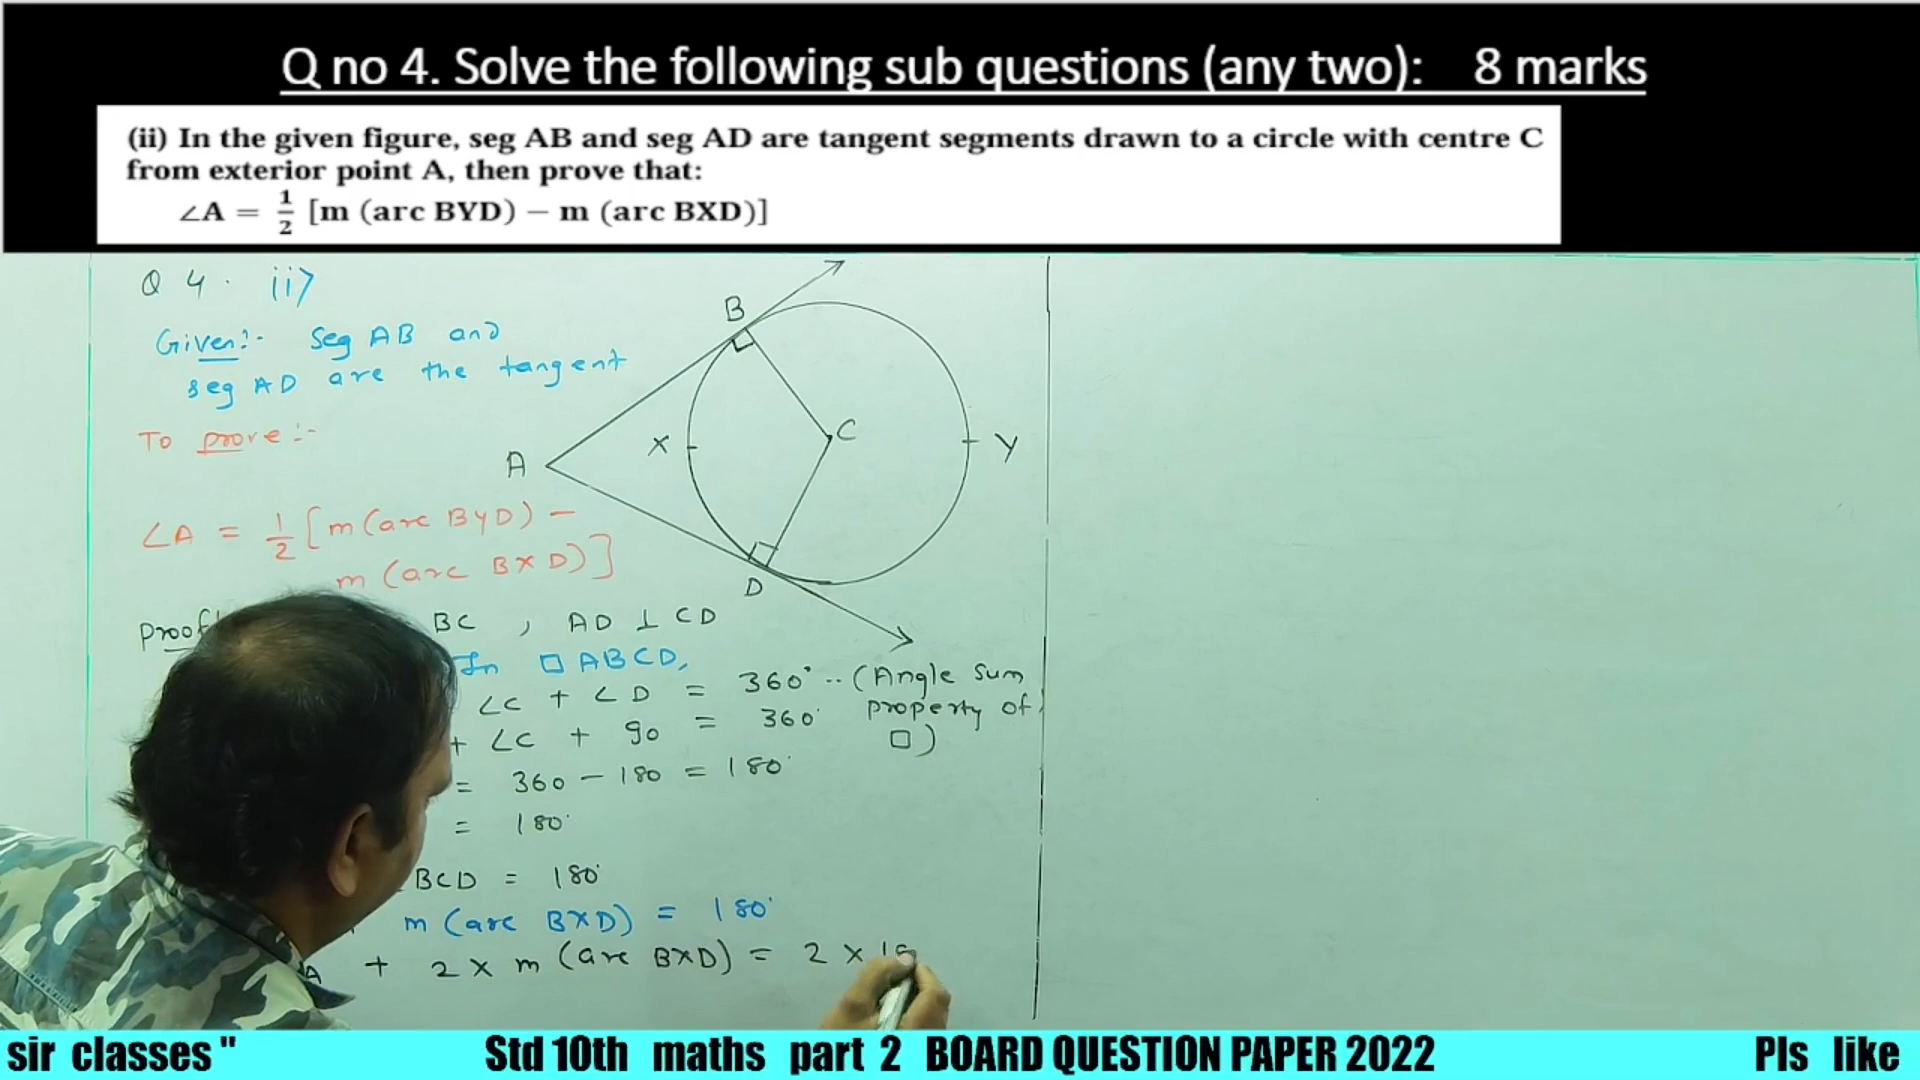 Q no 4. Solve the following sub questions (any two): 8 marks
(ii) In the given figure, seg AB and seg AD are tangent segments drawn to a circle with centre C
from exterior point A, then prove that:
∠A = 1/2 [m (arc BYD) – m (arc BXD)]
Q 4. ii)
Given:- seg AB and
seg AD are the tangent
To prove:-
∠A = 1/2 [m (arc BYD) –
m (arc BXD)]
B
C
X
Y
A
D
Proof BC , AD ⊥ CD
In □ ABCD,
∠C + ∠D = 360° .. (Angle sum
property of
□)
+ ∠C + 90 = 360°
= 360 – 180 = 180°
= 180°
BCD = 180°
m (arc BXD) = 180°
A + 2 × m (arc BXD) = 2 × 18
sir classes " Std 10th maths part 2 BOARD QUESTION PAPER 2022 Pls like